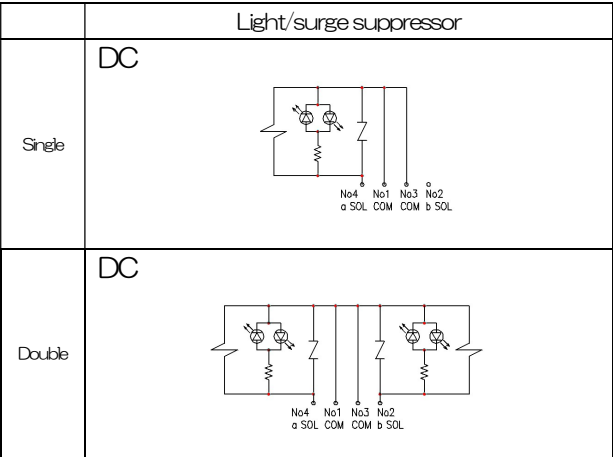 Light/surge suppressor
Single
DC
No4 No1 No3 No2
a SOL COM COM b SOL
Double
DC
No4 No1 No3 No2
a SOL COM COM b SOL